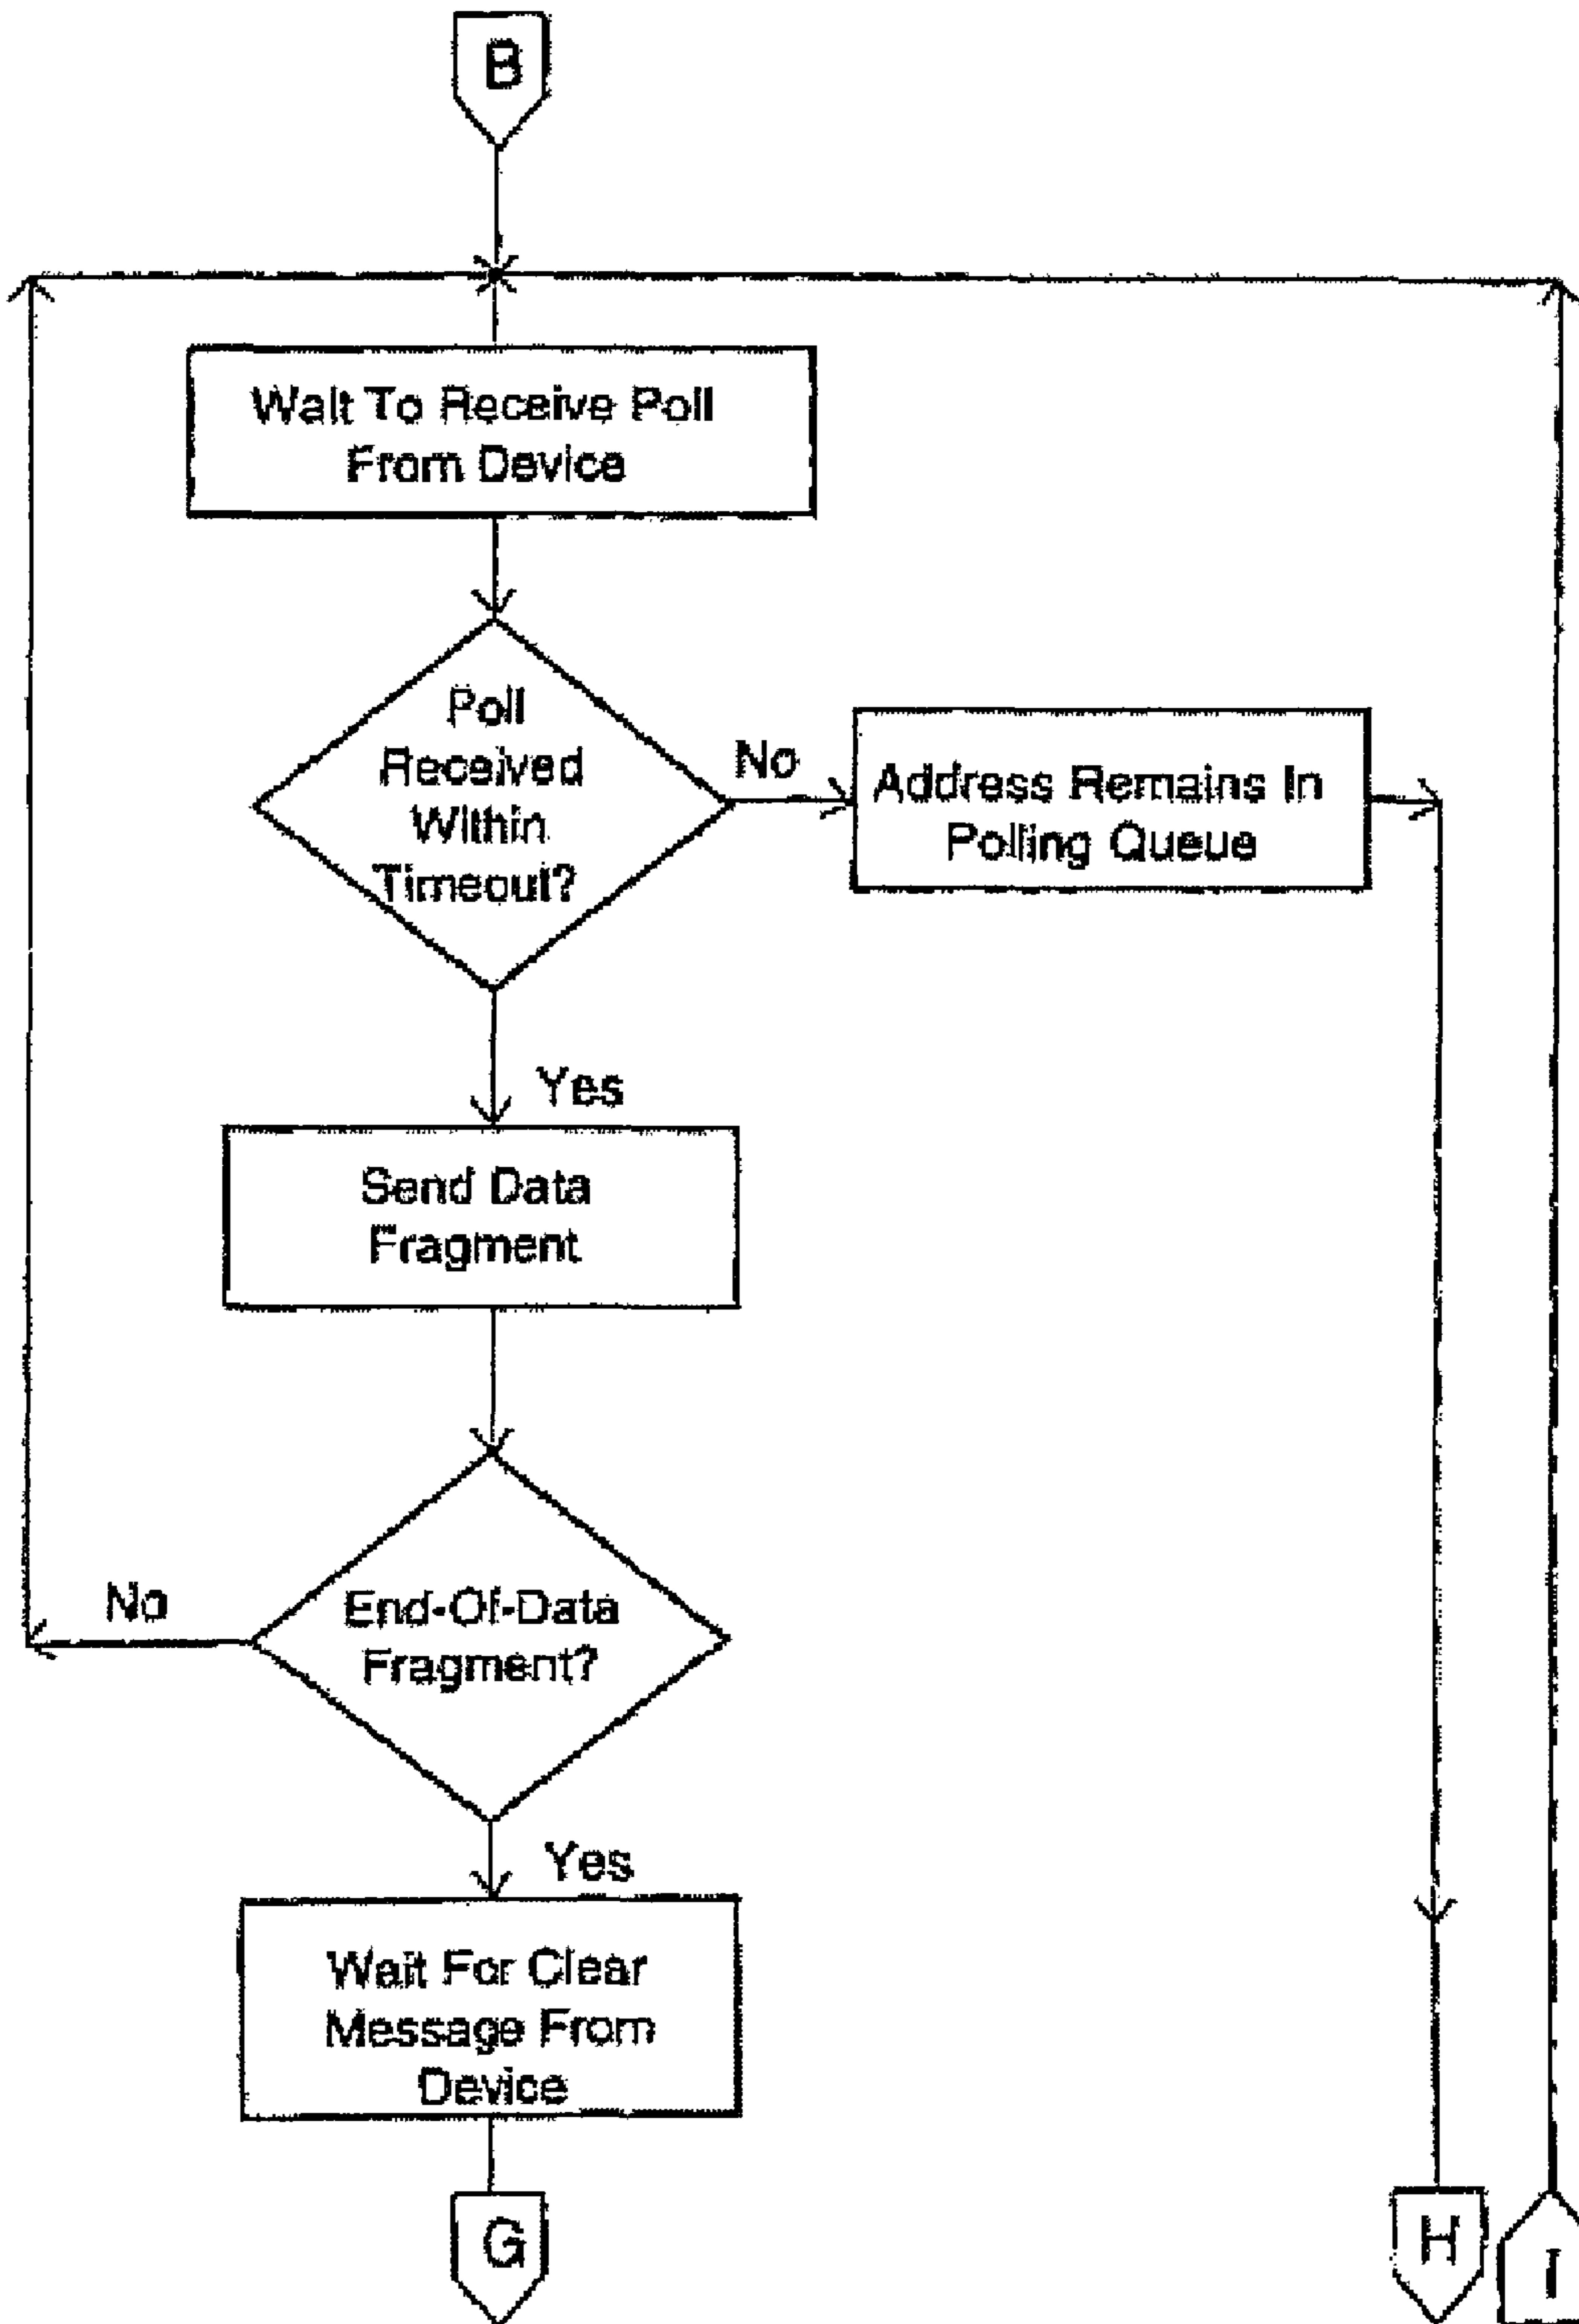 B
Wait To Receive Poll
From Device
Poll
Received
Within
Timeout?
No
Address Remains In
Polling Queue
Yes
Send Data
Fragment
No
End-Of-Data
Fragment?
Yes
Wait For Clear
Message From
Device
G
H
I